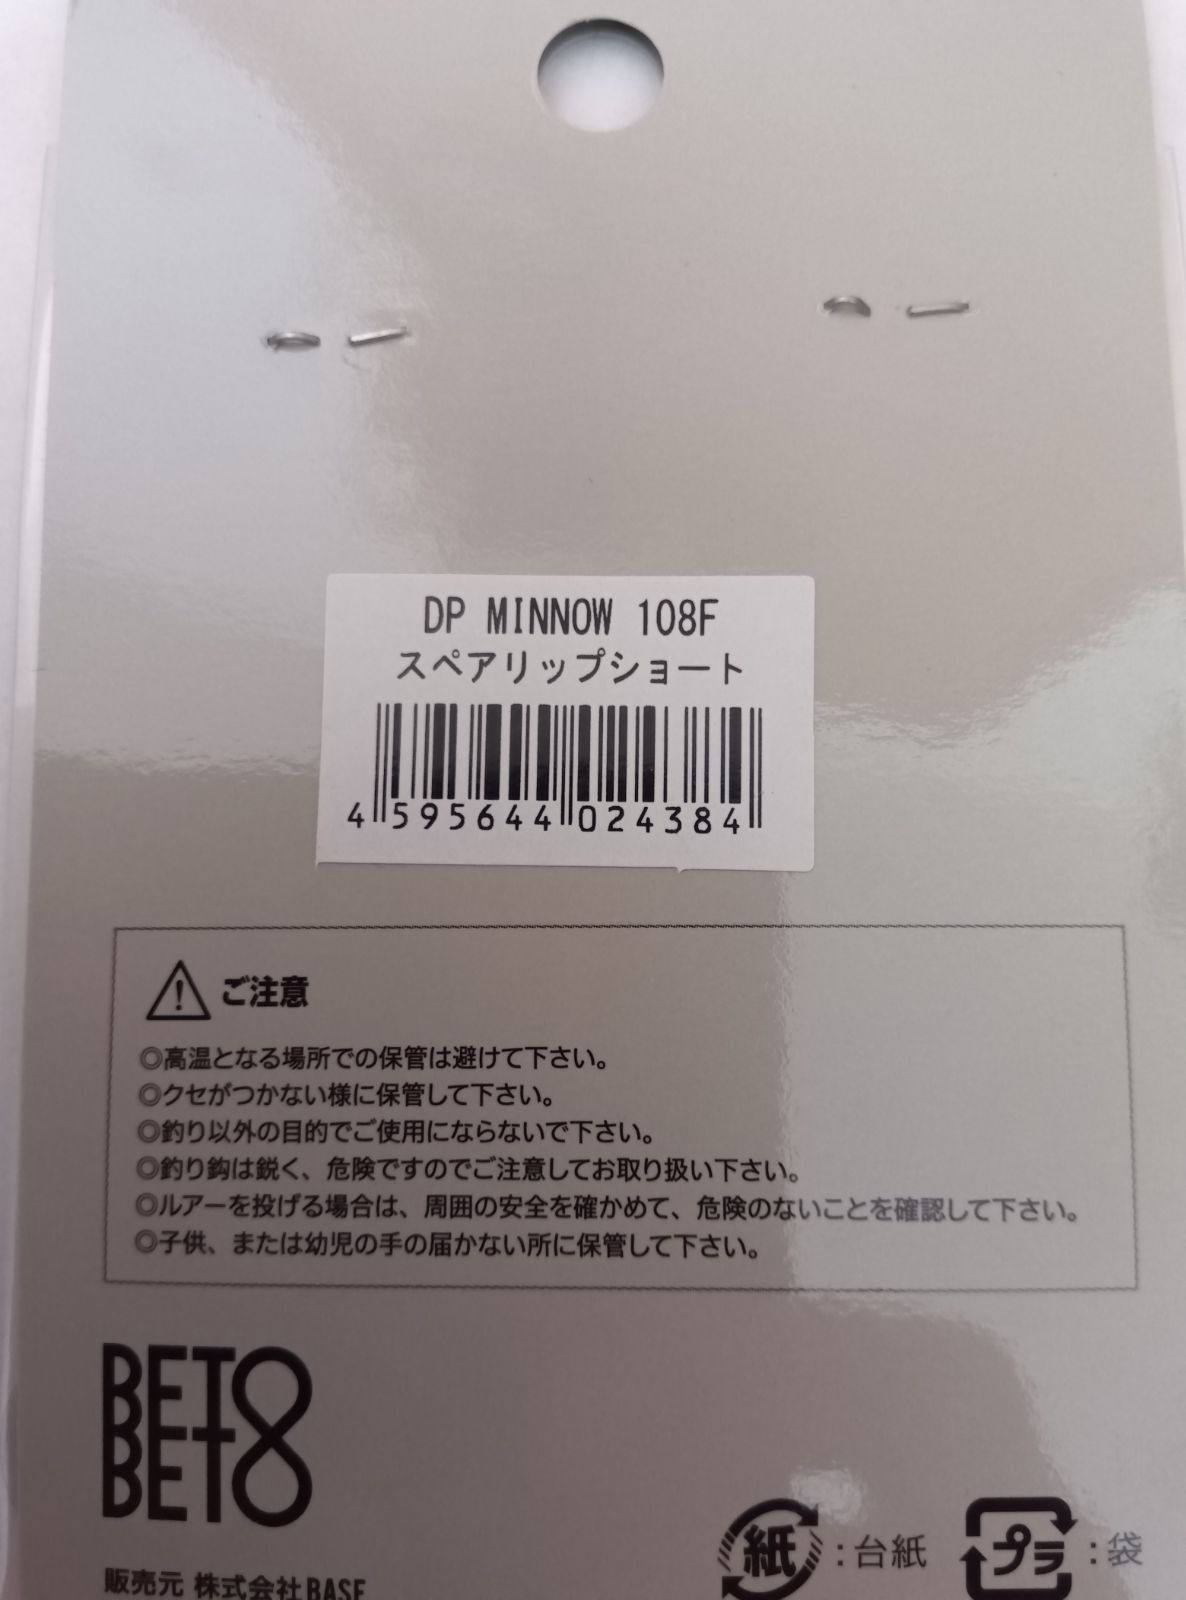 DP MINNOW 108F
スペアリップショート
4 595644 024384
ご注意
◎高温となる場所での保管は避けて下さい。
◎クセがつかない様に保管して下さい。
◎釣り以外の目的でご使用にならないで下さい。
◎釣り鈎は鋭く、危険ですのでご注意してお取り扱い下さい。
◎ルアーを投げる場合は、周囲の安全を確かめて、危険のないことを確認して下さい。
◎子供、または幼児の手の届かない所に保管して下さい。
BETO
BETO
BETO
紙:台紙 プラ:袋
販売元 株式会社BASE